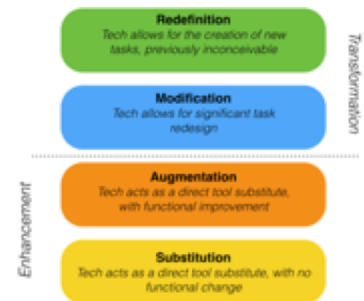 Redefinition
Tech allows for the creation of new
tasks, previously inconceivable
Transformation
Modification
Tech allows for significant task
redesign
Enhancement
Augmentation
Tech acts as a direct tool substitute,
with functional improvement
Substitution
Tech acts as a direct tool substitute, with no
functional change